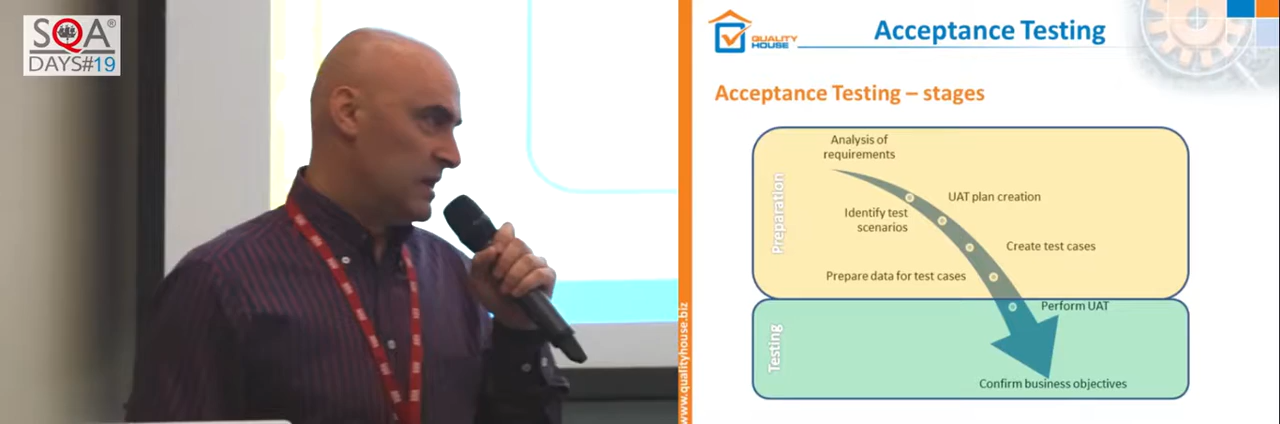 SQA®
DAYS#19
QUALITY
HOUSE
Acceptance Testing
Acceptance Testing – stages
Preparation
Analysis of
requirements
UAT plan creation
Identify test
scenarios
Create test cases
Prepare data for test cases
Testing
Perform UAT
Confirm business objectives
www.qualityhouse.biz